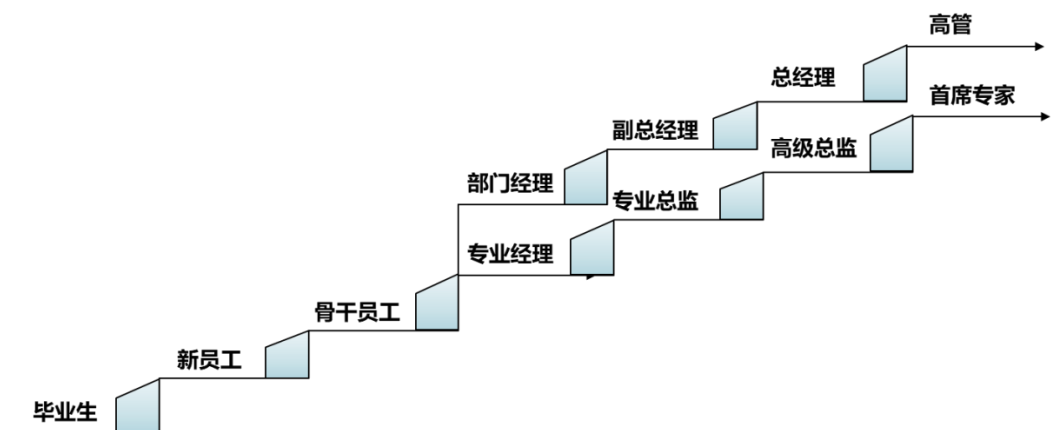 高管
总经理
首席专家
副总经理
高级总监
部门经理
专业总监
专业经理
骨干员工
新员工
毕业生